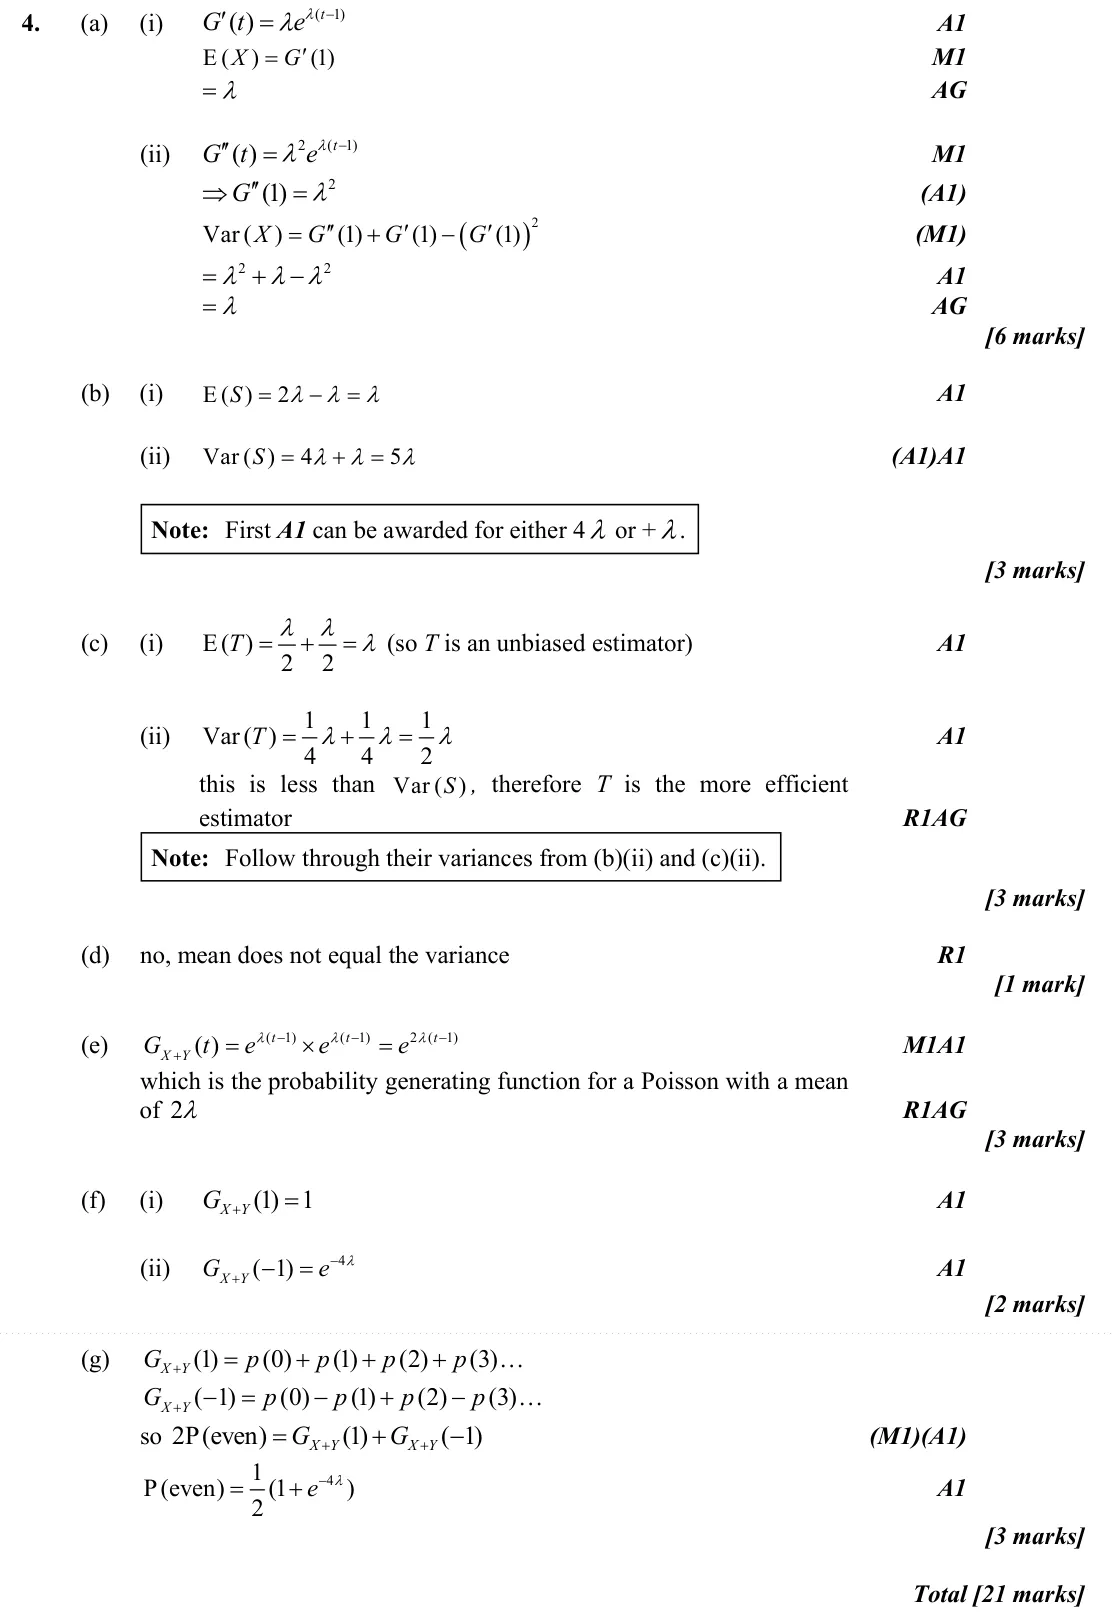 4. (a) (i) G′(t) = λe^{λ(t−1)} A1
E(X) = G′(1) M1
= λ AG
(ii) G″(t) = λ²e^{λ(t−1)} M1
⇒ G″(1) = λ² (A1)
Var(X) = G″(1) + G′(1) − (G′(1))² (M1)
= λ² + λ − λ² A1
= λ AG
[6 marks]
(b) (i) E(S) = 2λ − λ = λ A1
(ii) Var(S) = 4λ + λ = 5λ (A1)A1
Note: First A1 can be awarded for either 4λ or + λ.
[3 marks]
(c) (i) E(T) = λ/2 + λ/2 = λ (so T is an unbiased estimator) A1
(ii) Var(T) = 1/4 λ + 1/4 λ = 1/2 λ A1
this is less than Var(S), therefore T is the more efficient
estimator R1AG
Note: Follow through their variances from (b)(ii) and (c)(ii).
[3 marks]
(d) no, mean does not equal the variance R1
[1 mark]
(e) G_{X+Y}(t) = e^{λ(t−1)} × e^{λ(t−1)} = e^{2λ(t−1)} M1A1
which is the probability generating function for a Poisson with a mean
of 2λ R1AG
[3 marks]
(f) (i) G_{X+Y}(1) = 1 A1
(ii) G_{X+Y}(−1) = e^{−4λ} A1
[2 marks]
(g) G_{X+Y}(1) = p(0) + p(1) + p(2) + p(3)…
G_{X+Y}(−1) = p(0) − p(1) + p(2) − p(3)…
so 2P(even) = G_{X+Y}(1) + G_{X+Y}(−1) (M1)(A1)
P(even) = 1/2 (1 + e^{−4λ}) A1
[3 marks]
Total [21 marks]